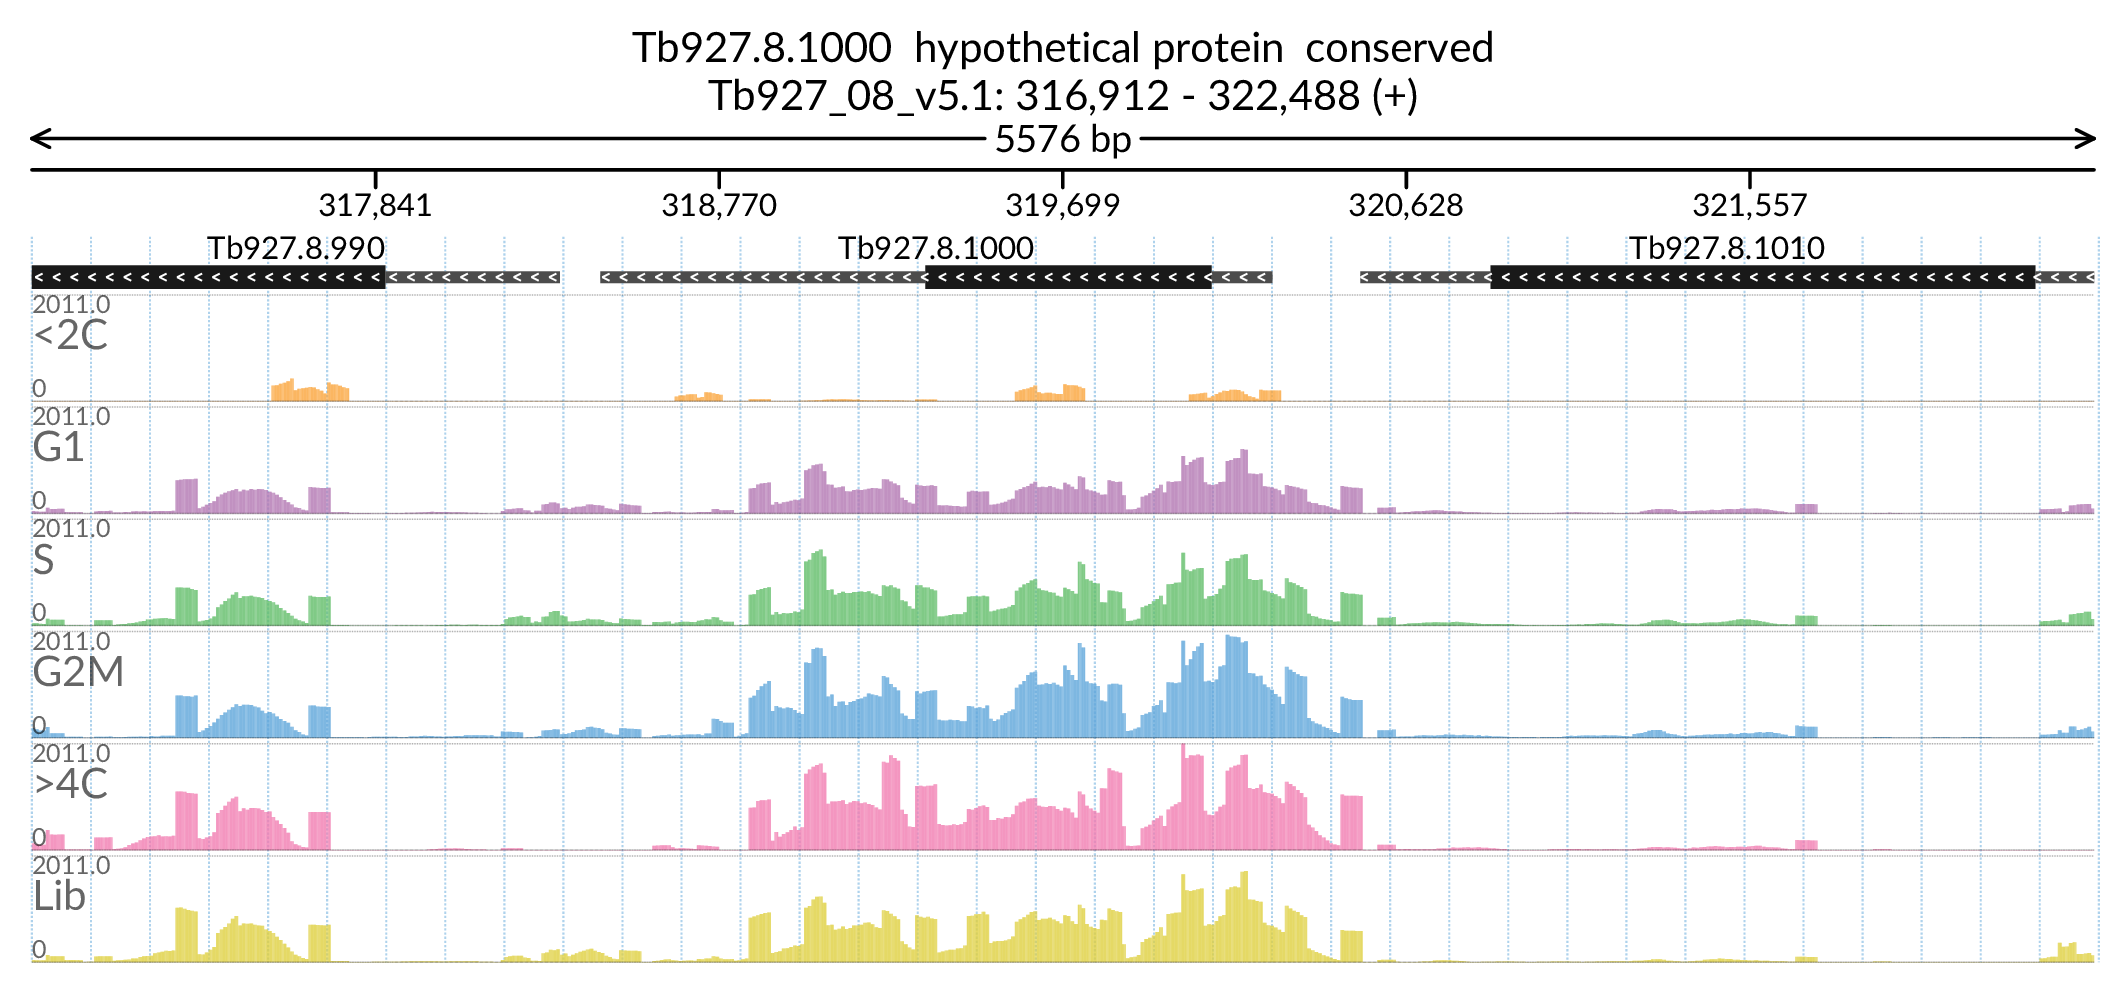 Tb927.8.1000  hypothetical protein  conserved
Tb927_08_v5.1: 316,912 - 322,488 (+)
5576 bp
317,841 318,770 319,699 320,628 321,557
Tb927.8.990 Tb927.8.1000 Tb927.8.1010
2011.0
<2C
0
2011.0
G1
0
2011.0
S
0
2011.0
G2M
0
2011.0
>4C
0
2011.0
Lib
0